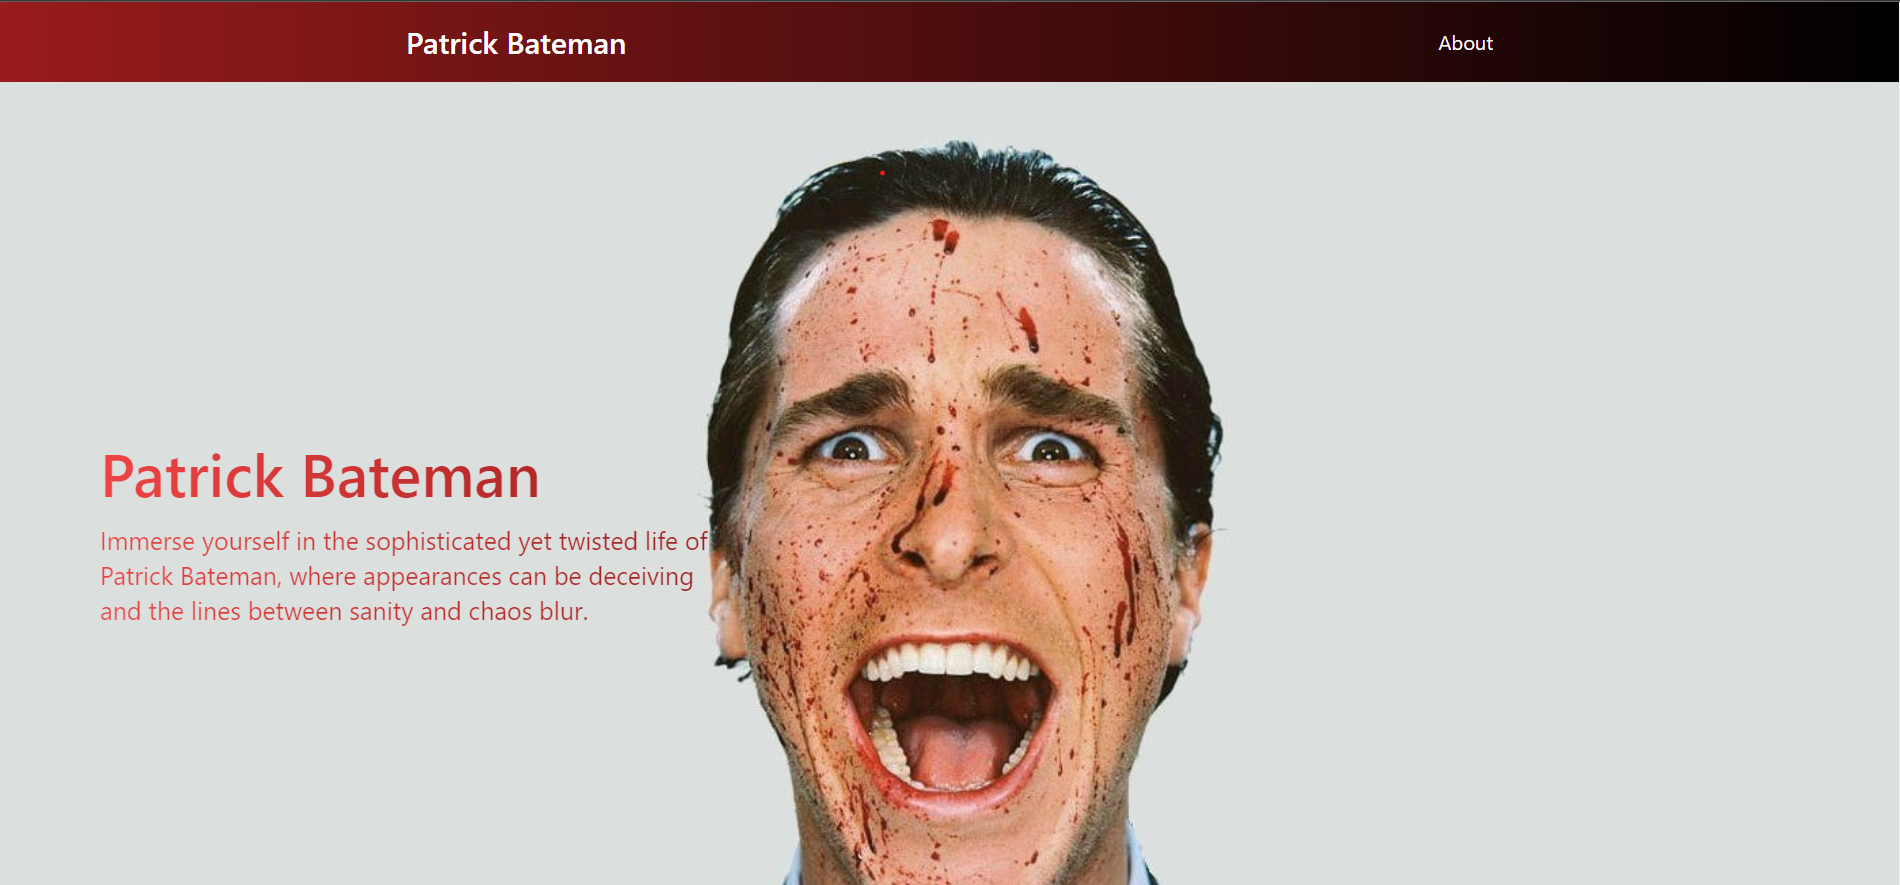 Patrick Bateman
About
Patrick Bateman
Immerse yourself in the sophisticated yet twisted life of
Patrick Bateman, where appearances can be deceiving
and the lines between sanity and chaos blur.